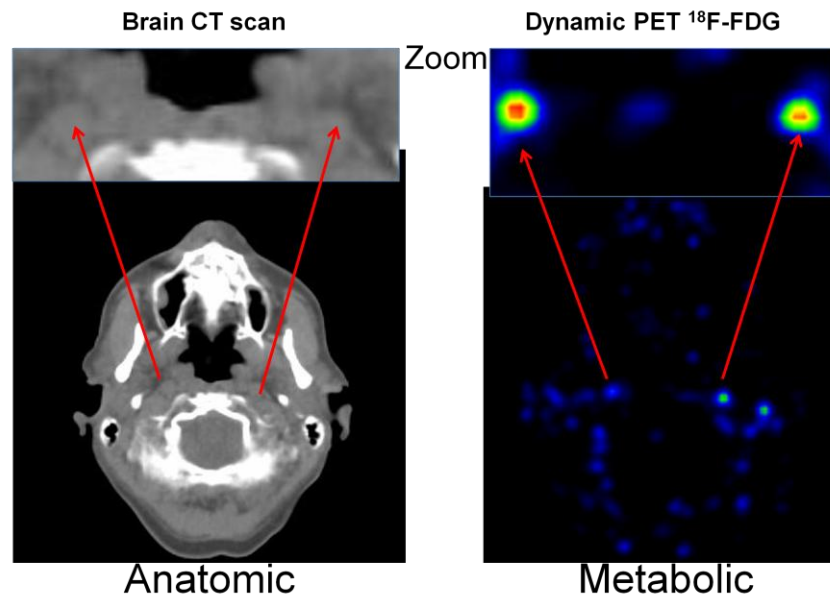 Brain CT scan
Dynamic PET ¹⁸F-FDG
Zoom
Anatomic
Metabolic